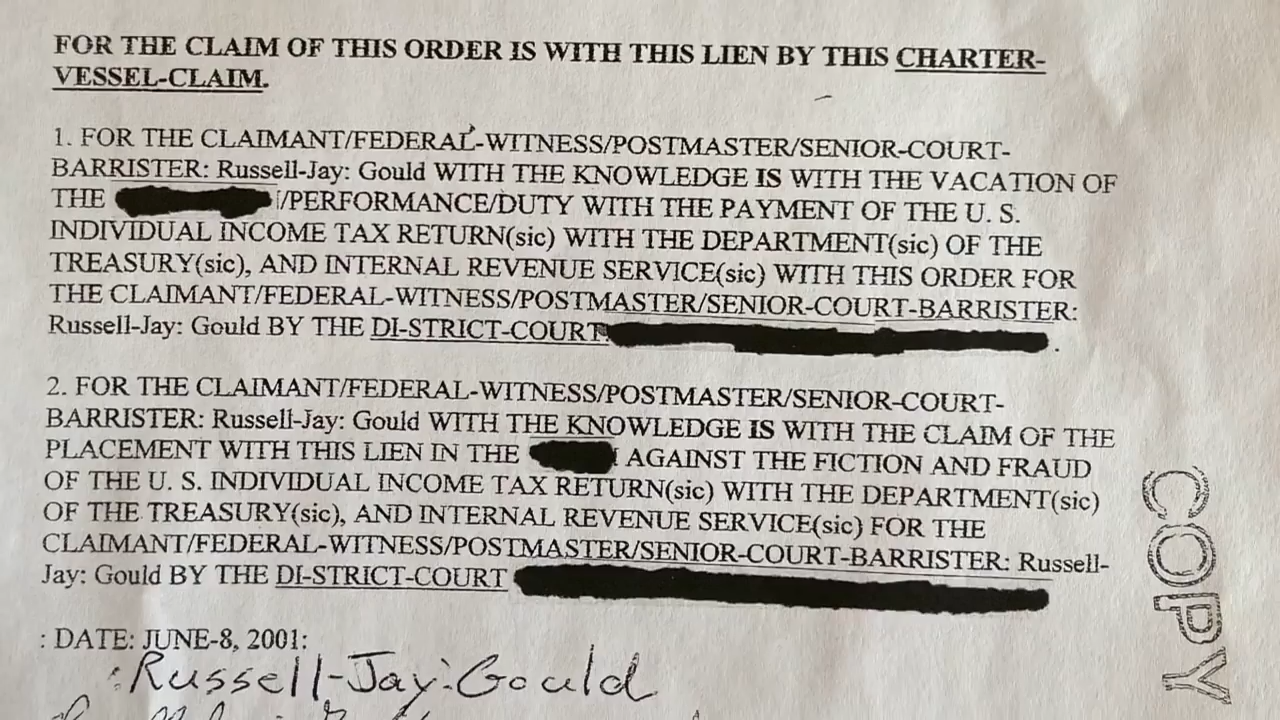 FOR THE CLAIM OF THIS ORDER IS WITH THIS LIEN BY THIS CHARTER-
VESSEL-CLAIM.
1. FOR THE CLAIMANT/FEDERAL-WITNESS/POSTMASTER/SENIOR-COURT-
BARRISTER: Russell-Jay: Gould WITH THE KNOWLEDGE IS WITH THE VACATION OF
THE /PERFORMANCE/DUTY WITH THE PAYMENT OF THE U. S.
INDIVIDUAL INCOME TAX RETURN(sic) WITH THE DEPARTMENT(sic) OF THE
TREASURY(sic), AND INTERNAL REVENUE SERVICE(sic) WITH THIS ORDER FOR
THE CLAIMANT/FEDERAL-WITNESS/POSTMASTER/SENIOR-COURT-BARRISTER:
Russell-Jay: Gould BY THE DI-STRICT-COURT .
2. FOR THE CLAIMANT/FEDERAL-WITNESS/POSTMASTER/SENIOR-COURT-
BARRISTER: Russell-Jay: Gould WITH THE KNOWLEDGE IS WITH THE CLAIM OF THE
PLACEMENT WITH THIS LIEN IN THE AGAINST THE FICTION AND FRAUD
OF THE U. S. INDIVIDUAL INCOME TAX RETURN(sic) WITH THE DEPARTMENT(sic)
OF THE TREASURY(sic), AND INTERNAL REVENUE SERVICE(sic) FOR THE
CLAIMANT/FEDERAL-WITNESS/POSTMASTER/SENIOR-COURT-BARRISTER: Russell-
Jay: Gould BY THE DI-STRICT-COURT
: DATE: JUNE-8, 2001:
:Russell-Jay:Gould
COPY